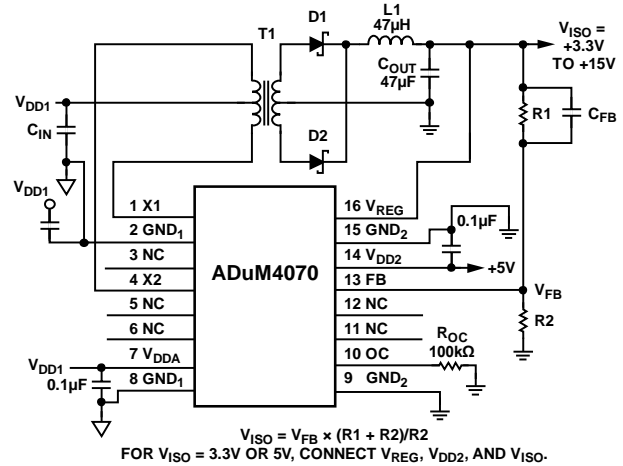 T1
D1
L1
47µH
COUT
47µF
VISO =
+3.3V
TO +15V
R1
CFB
VDD1
CIN
D2
VDD1
1 X1
2 GND1
3 NC
4 X2
5 NC
6 NC
7 VDDA
8 GND1
ADuM4070
16 VREG
15 GND2
14 VDD2
13 FB
12 NC
11 NC
10 OC
9 GND2
0.1µF
+5V
VFB
R2
ROC
100kΩ
VDD1
0.1µF
VISO = VFB × (R1 + R2)/R2
FOR VISO = 3.3V OR 5V, CONNECT VREG, VDD2, AND VISO.